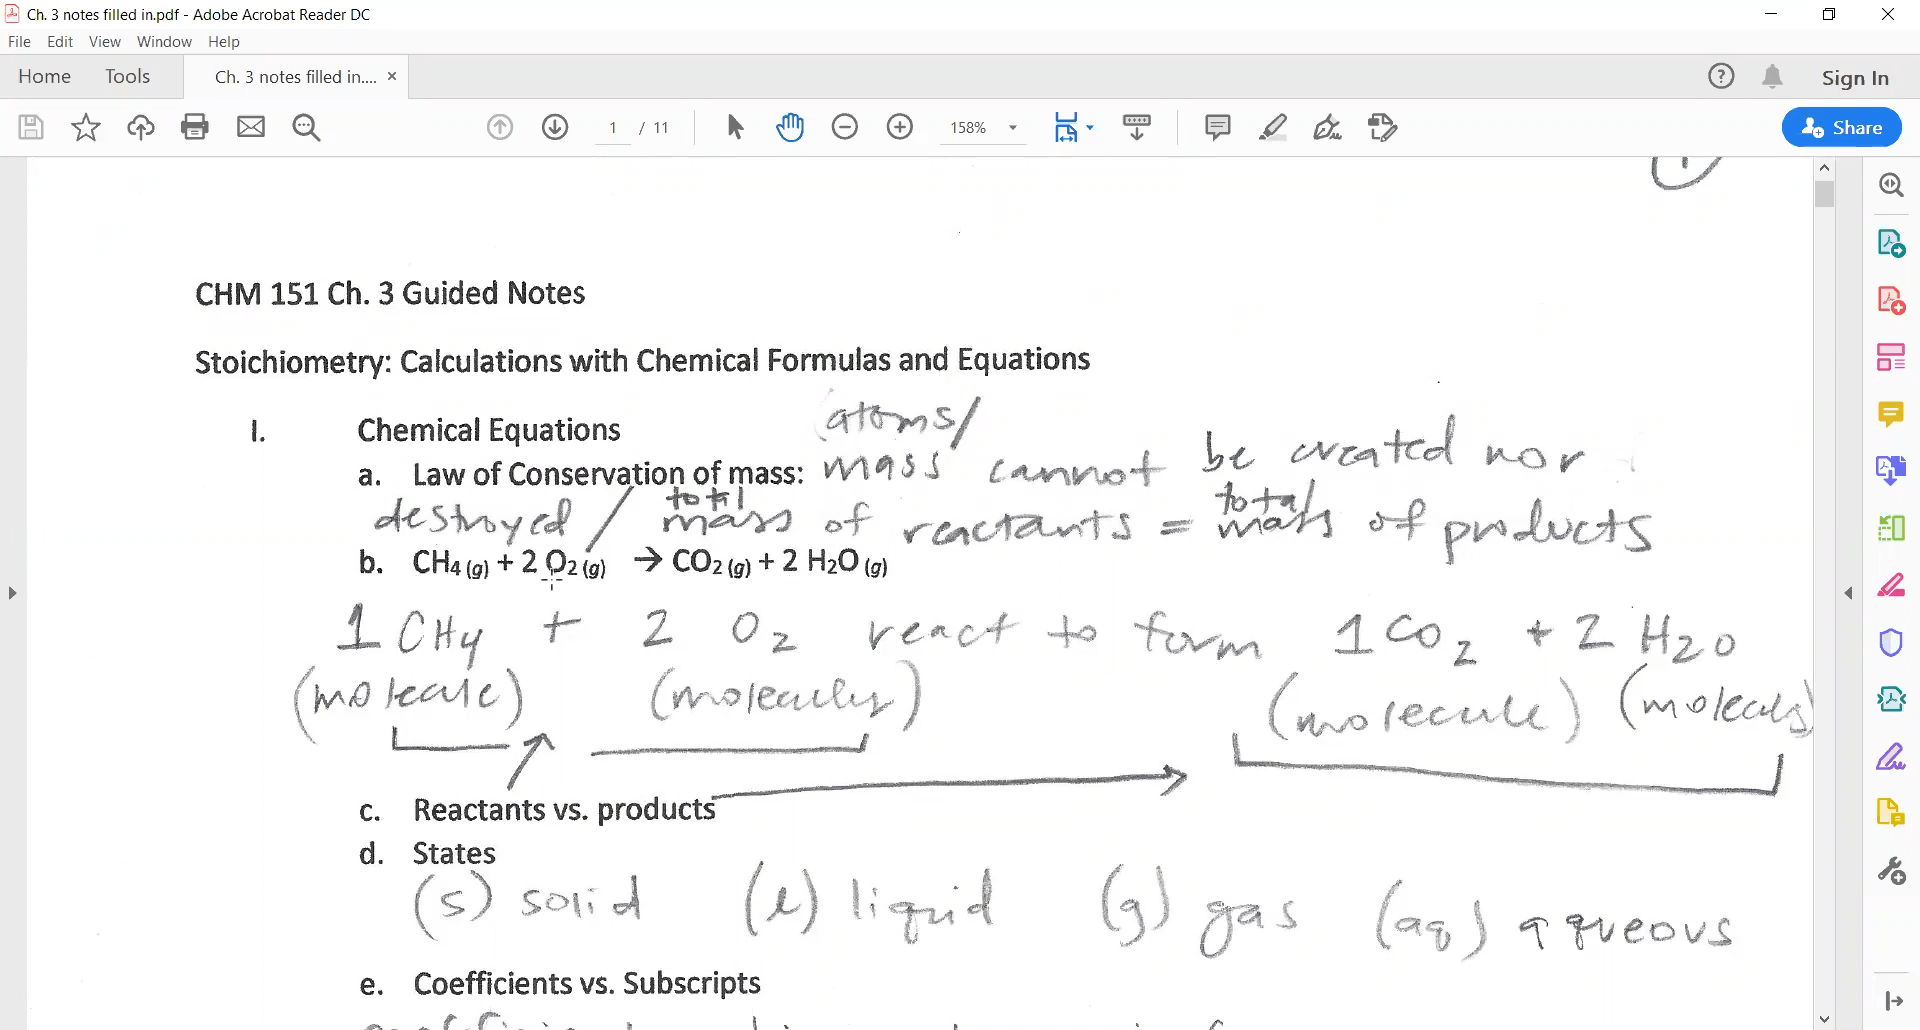 Ch. 3 notes filled in.pdf - Adobe Acrobat Reader DC
File Edit View Window Help
Home Tools Ch. 3 notes filled in.... × Sign In
1 / 11 158% Share
1
CHM 151 Ch. 3 Guided Notes
Stoichiometry: Calculations with Chemical Formulas and Equations
I. Chemical Equations
(atoms/
a. Law of Conservation of mass: mass cannot be created nor
destroyed / total mass of reactants = total mass of products
b. CH4 (g) + 2 O2 (g) → CO2 (g) + 2 H2O (g)
1 CH4 + 2 O2 react to form 1 CO2 + 2 H2O
(molecule) (molecules) (molecule) (molecules)
c. Reactants vs. products
d. States
(s) solid (l) liquid (g) gas (aq) aqueous
e. Coefficients vs. Subscripts